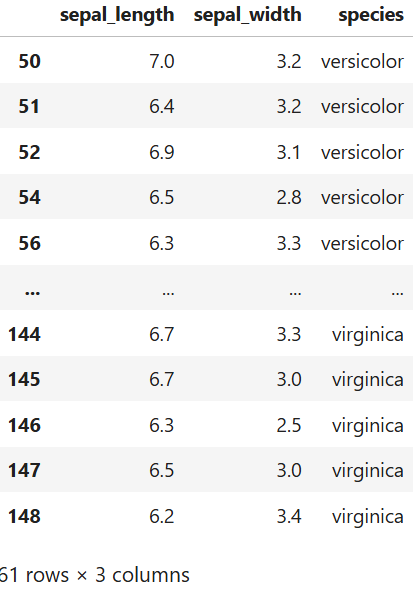 sepal_length sepal_width species
50 7.0 3.2 versicolor
51 6.4 3.2 versicolor
52 6.9 3.1 versicolor
54 6.5 2.8 versicolor
56 6.3 3.3 versicolor
... ... ... ...
144 6.7 3.3 virginica
145 6.7 3.0 virginica
146 6.3 2.5 virginica
147 6.5 3.0 virginica
148 6.2 3.4 virginica
61 rows × 3 columns